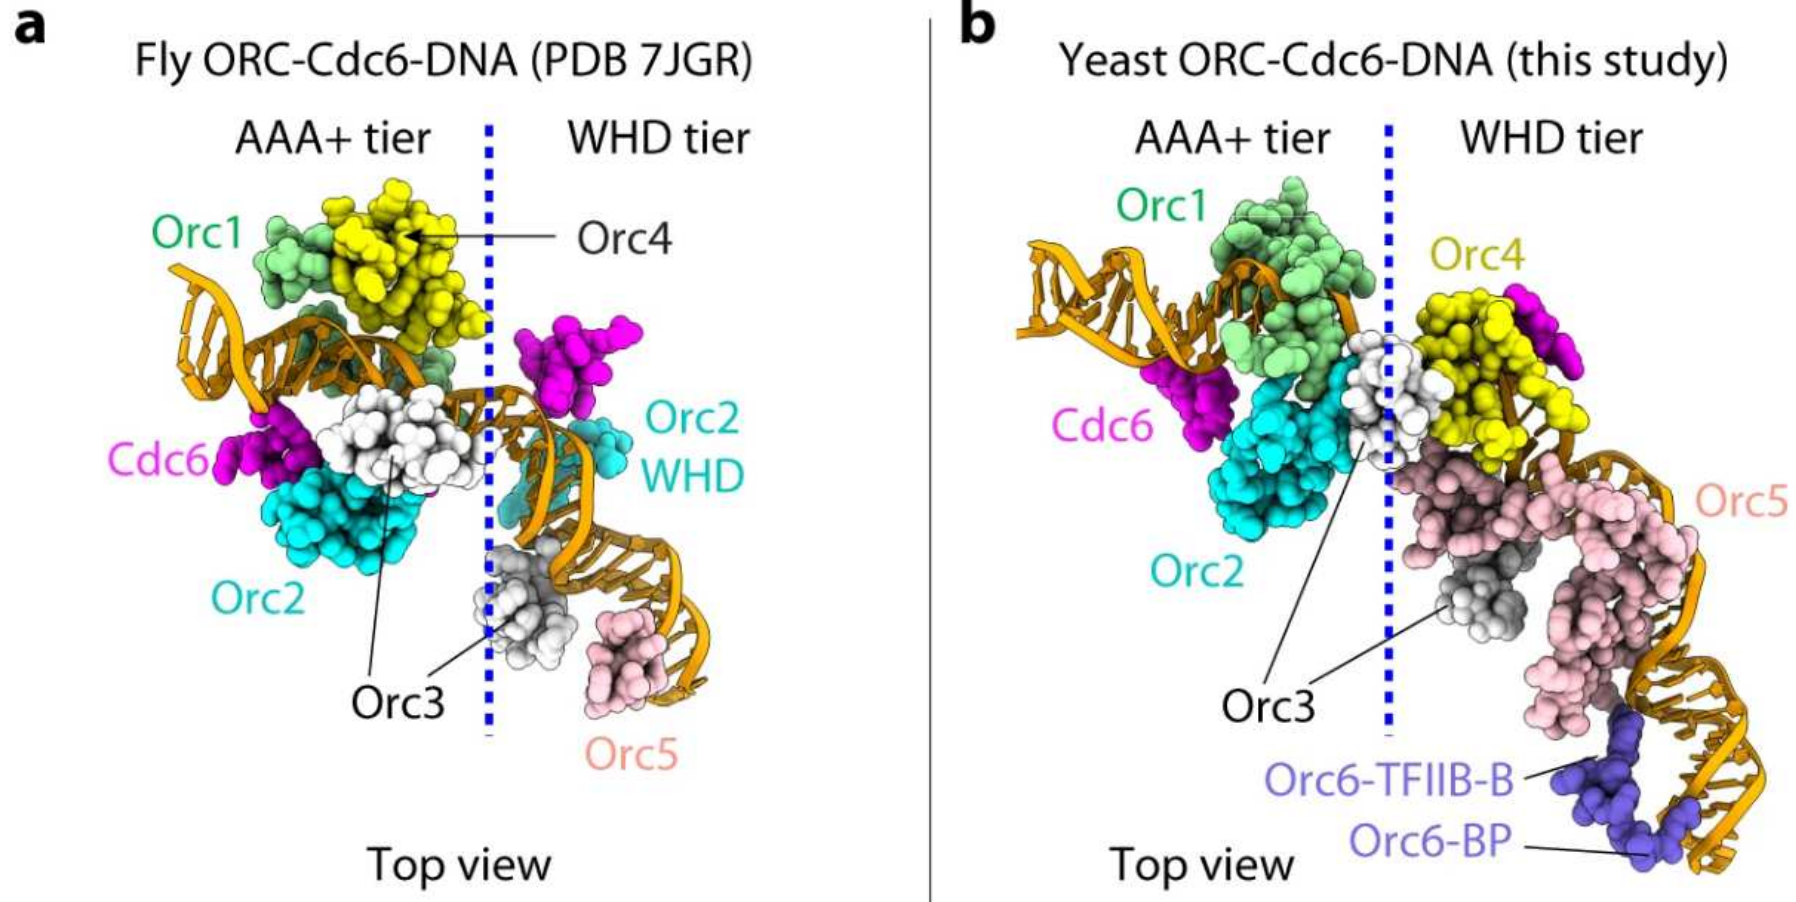 a
Fly ORC-Cdc6-DNA (PDB 7JGR)
AAA+ tier
WHD tier
Orc1
Orc4
Orc2
WHD
Cdc6
Orc2
Orc3
Orc5
Top view
b
Yeast ORC-Cdc6-DNA (this study)
AAA+ tier
WHD tier
Orc1
Orc4
Cdc6
Orc5
Orc2
Orc3
Orc6-TFIIB-B
Orc6-BP
Top view